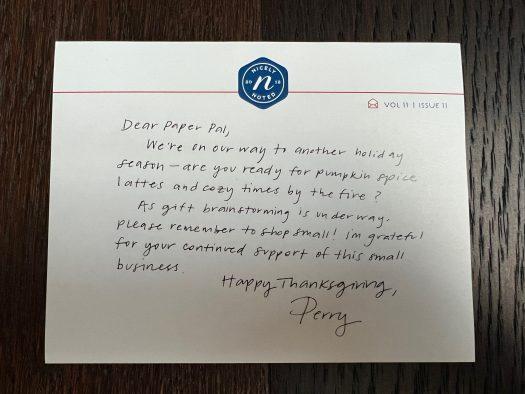 NICELY
20 n 12
NOTED
VOL 11 | ISSUE 11
Dear Paper Pal,
We're on our way to another holiday
season — are you ready for pumpkin spice
lattes and cozy times by the fire?
As gift brainstorming is underway,
please remember to shop small! I'm grateful
for your continued support of this small
business.
Happy Thanksgiving,
Perry